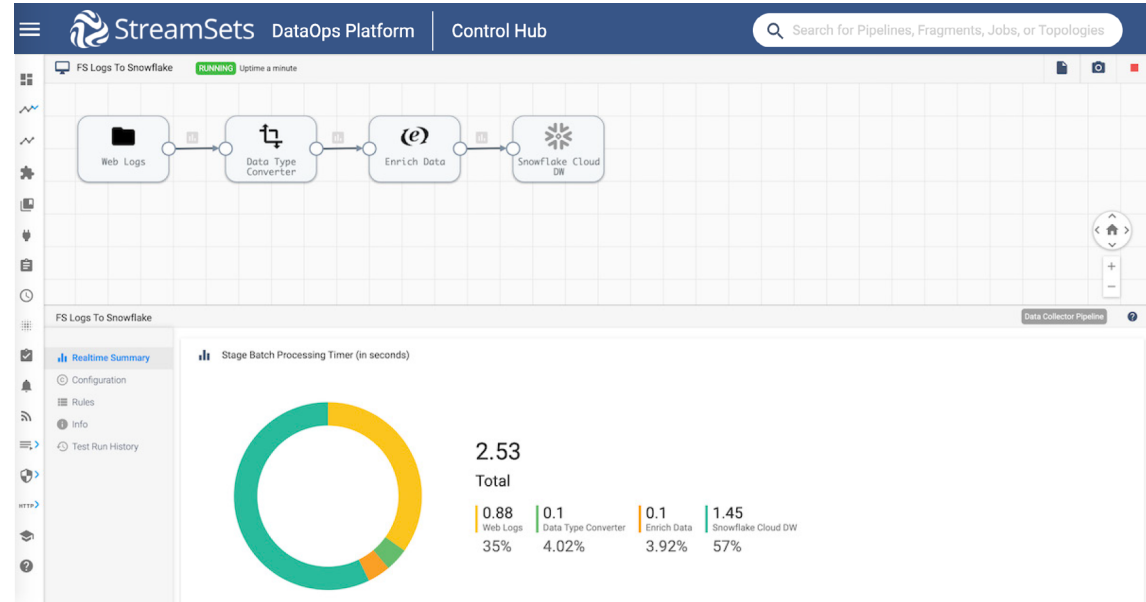 StreamSets DataOps Platform Control Hub
Search for Pipelines, Fragments, Jobs, or Topologies
FS Logs To Snowflake RUNNING Uptime a minute
Web Logs
Data Type
Converter
Enrich Data
Snowflake Cloud
DW
FS Logs To Snowflake
Data Collector Pipeline
Realtime Summary
Configuration
Rules
Info
Test Run History
HTTP
Stage Batch Processing Timer (in seconds)
2.53
Total
0.88 0.1 0.1 1.45
Web Logs Data Type Converter Enrich Data Snowflake Cloud DW
35% 4.02% 3.92% 57%